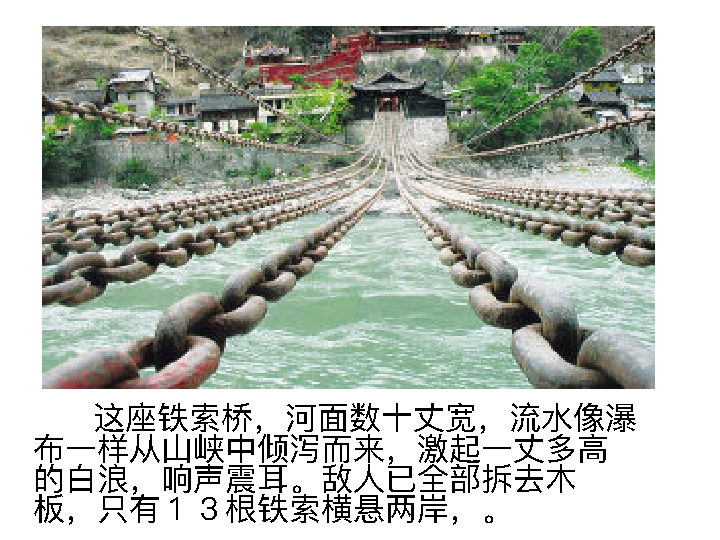 这座铁索桥，河面数十丈宽，流水像瀑
布一样从山峡中倾泻而来，激起一丈多高
的白浪，响声震耳。敌人已全部拆去木
板，只有１３根铁索横悬两岸，。